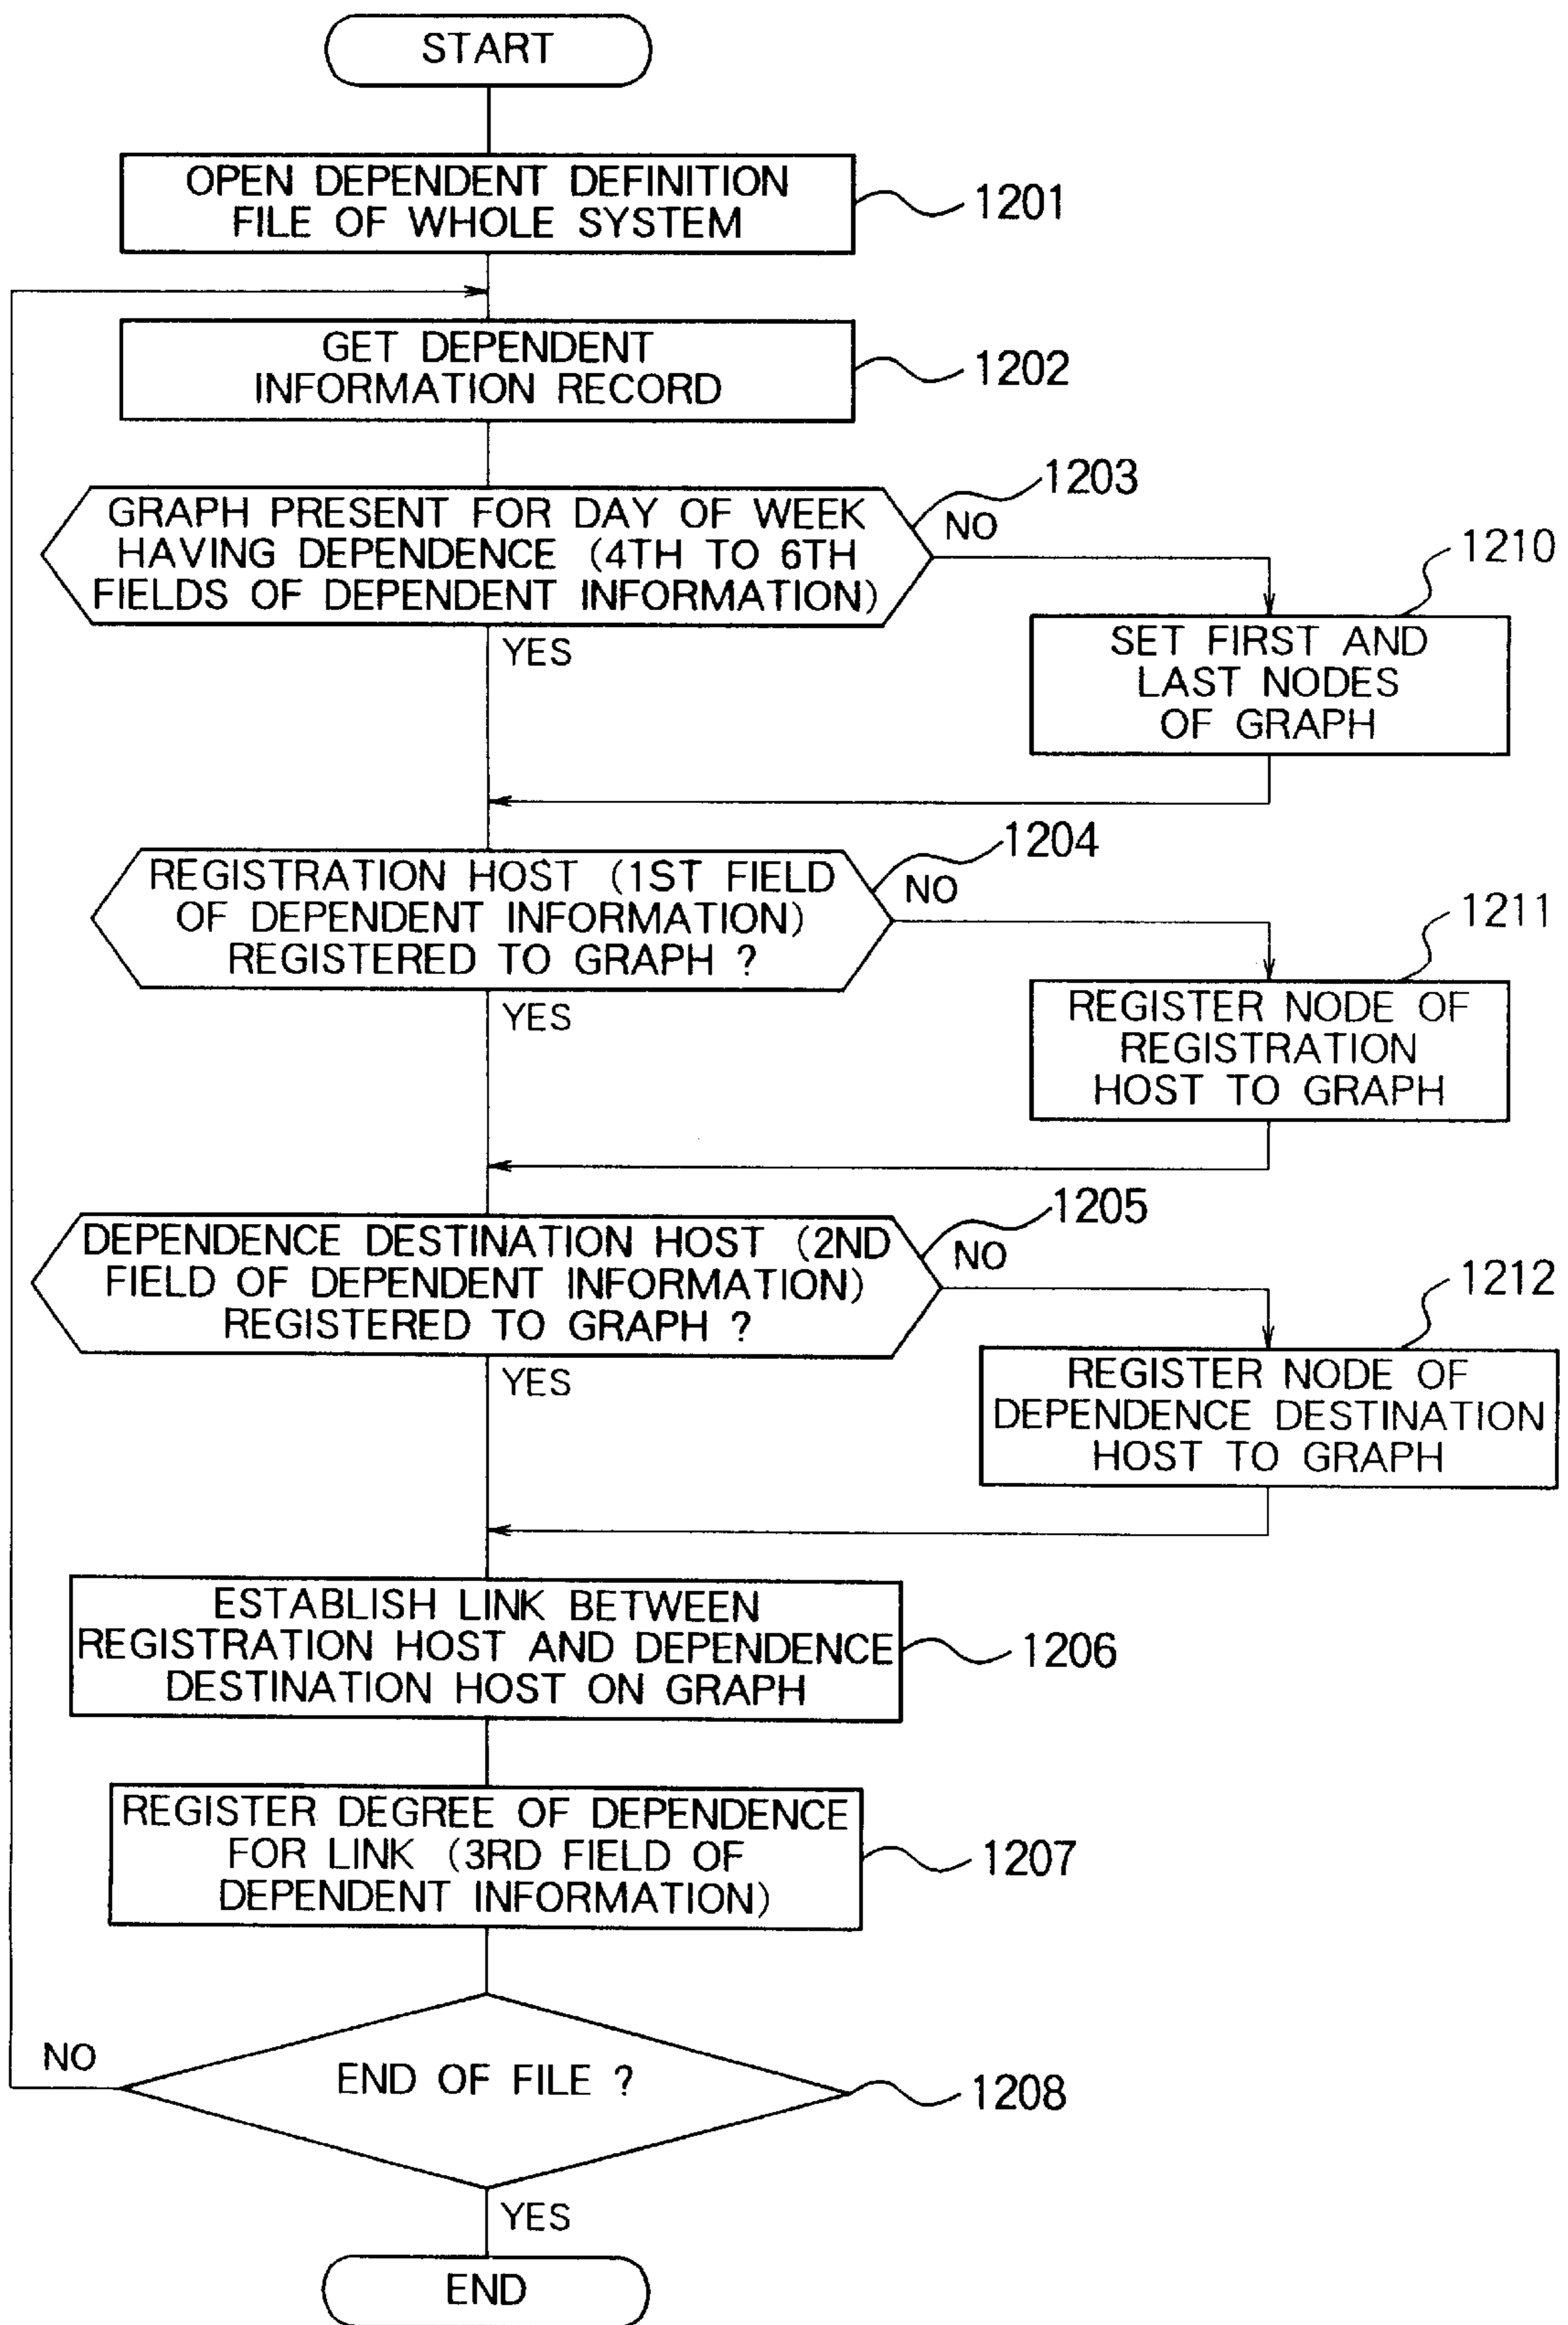 START
OPEN DEPENDENT DEFINITION
FILE OF WHOLE SYSTEM
1201
GET DEPENDENT
INFORMATION RECORD
1202
GRAPH PRESENT FOR DAY OF WEEK
HAVING DEPENDENCE (4TH TO 6TH
FIELDS OF DEPENDENT INFORMATION)
1203
NO
YES
1210
SET FIRST AND
LAST NODES
OF GRAPH
REGISTRATION HOST (1ST FIELD
OF DEPENDENT INFORMATION)
REGISTERED TO GRAPH ?
1204
NO
YES
1211
REGISTER NODE OF
REGISTRATION
HOST TO GRAPH
DEPENDENCE DESTINATION HOST (2ND
FIELD OF DEPENDENT INFORMATION)
REGISTERED TO GRAPH ?
1205
NO
YES
1212
REGISTER NODE OF
DEPENDENCE DESTINATION
HOST TO GRAPH
ESTABLISH LINK BETWEEN
REGISTRATION HOST AND DEPENDENCE
DESTINATION HOST ON GRAPH
1206
REGISTER DEGREE OF DEPENDENCE
FOR LINK (3RD FIELD OF
DEPENDENT INFORMATION)
1207
NO
END OF FILE ?
1208
YES
END